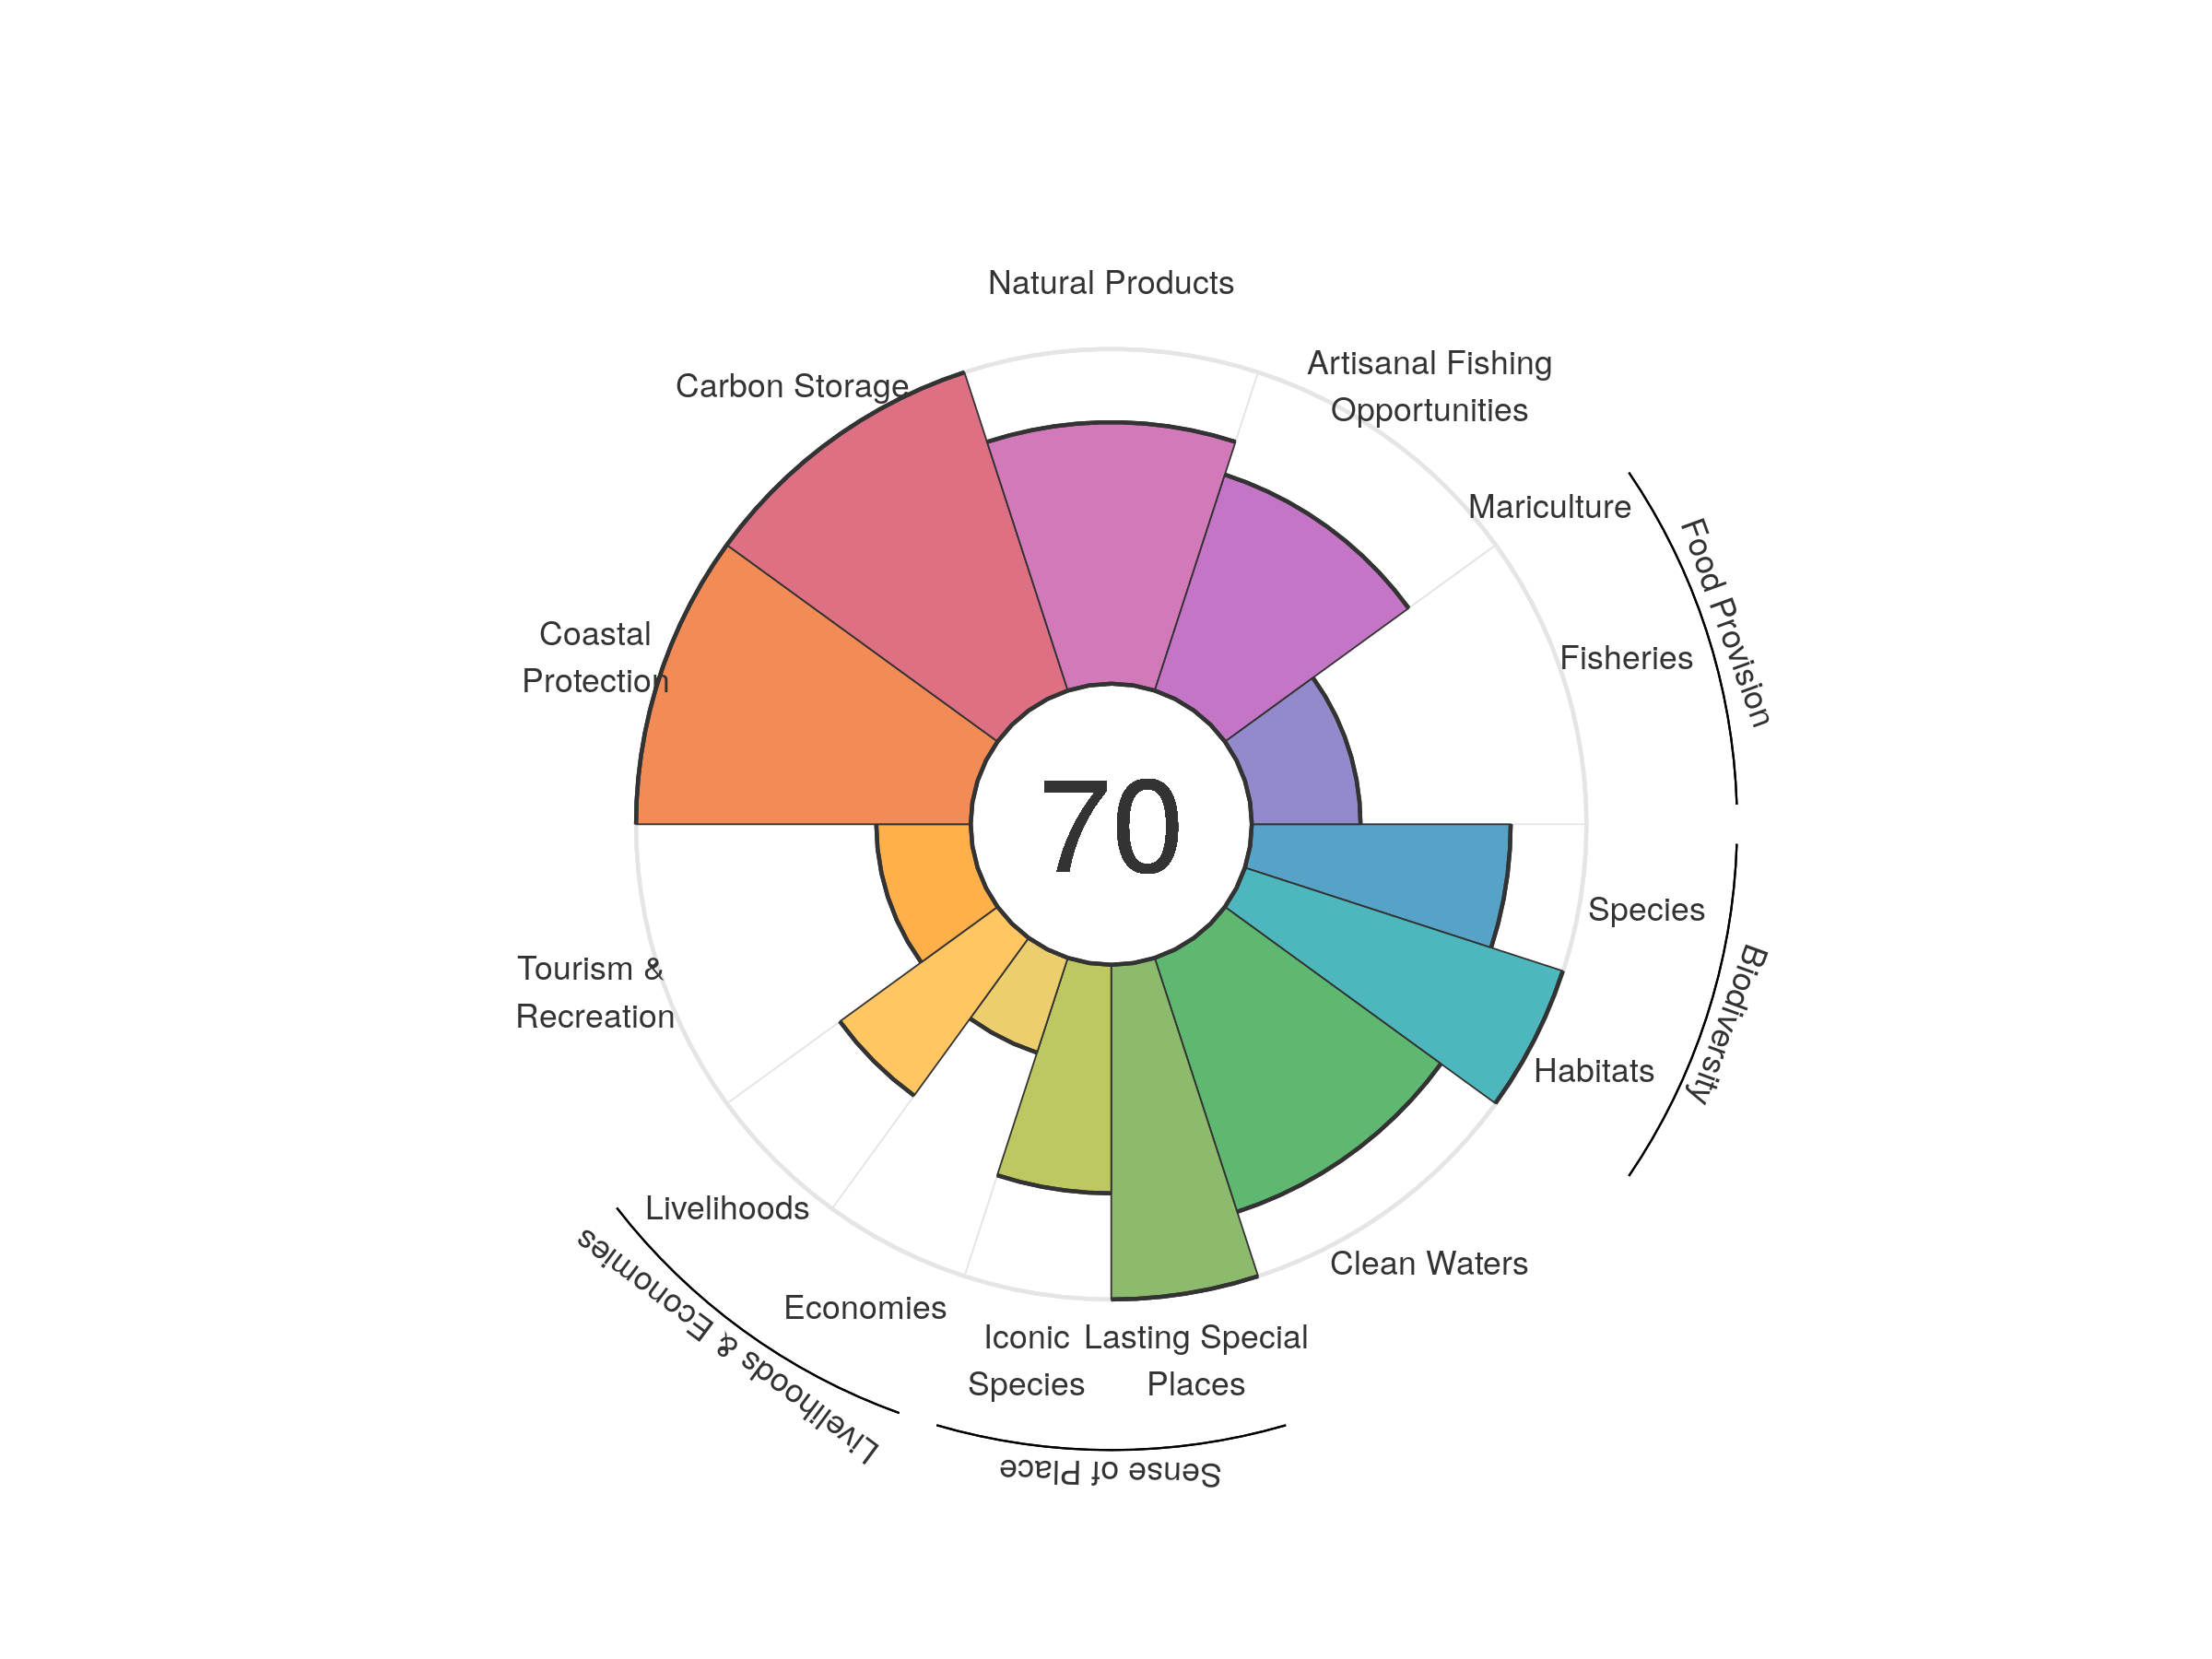 Natural Products
Artisanal Fishing
Opportunities
Carbon Storage
Mariculture
Food Provision
Fisheries
Coastal
Protection
70
Species
Biodiversity
Habitats
Tourism &
Recreation
Livelihoods
Livelihoods & Economies
Economies
Clean Waters
Iconic
Species
Lasting Special
Places
Sense of Place